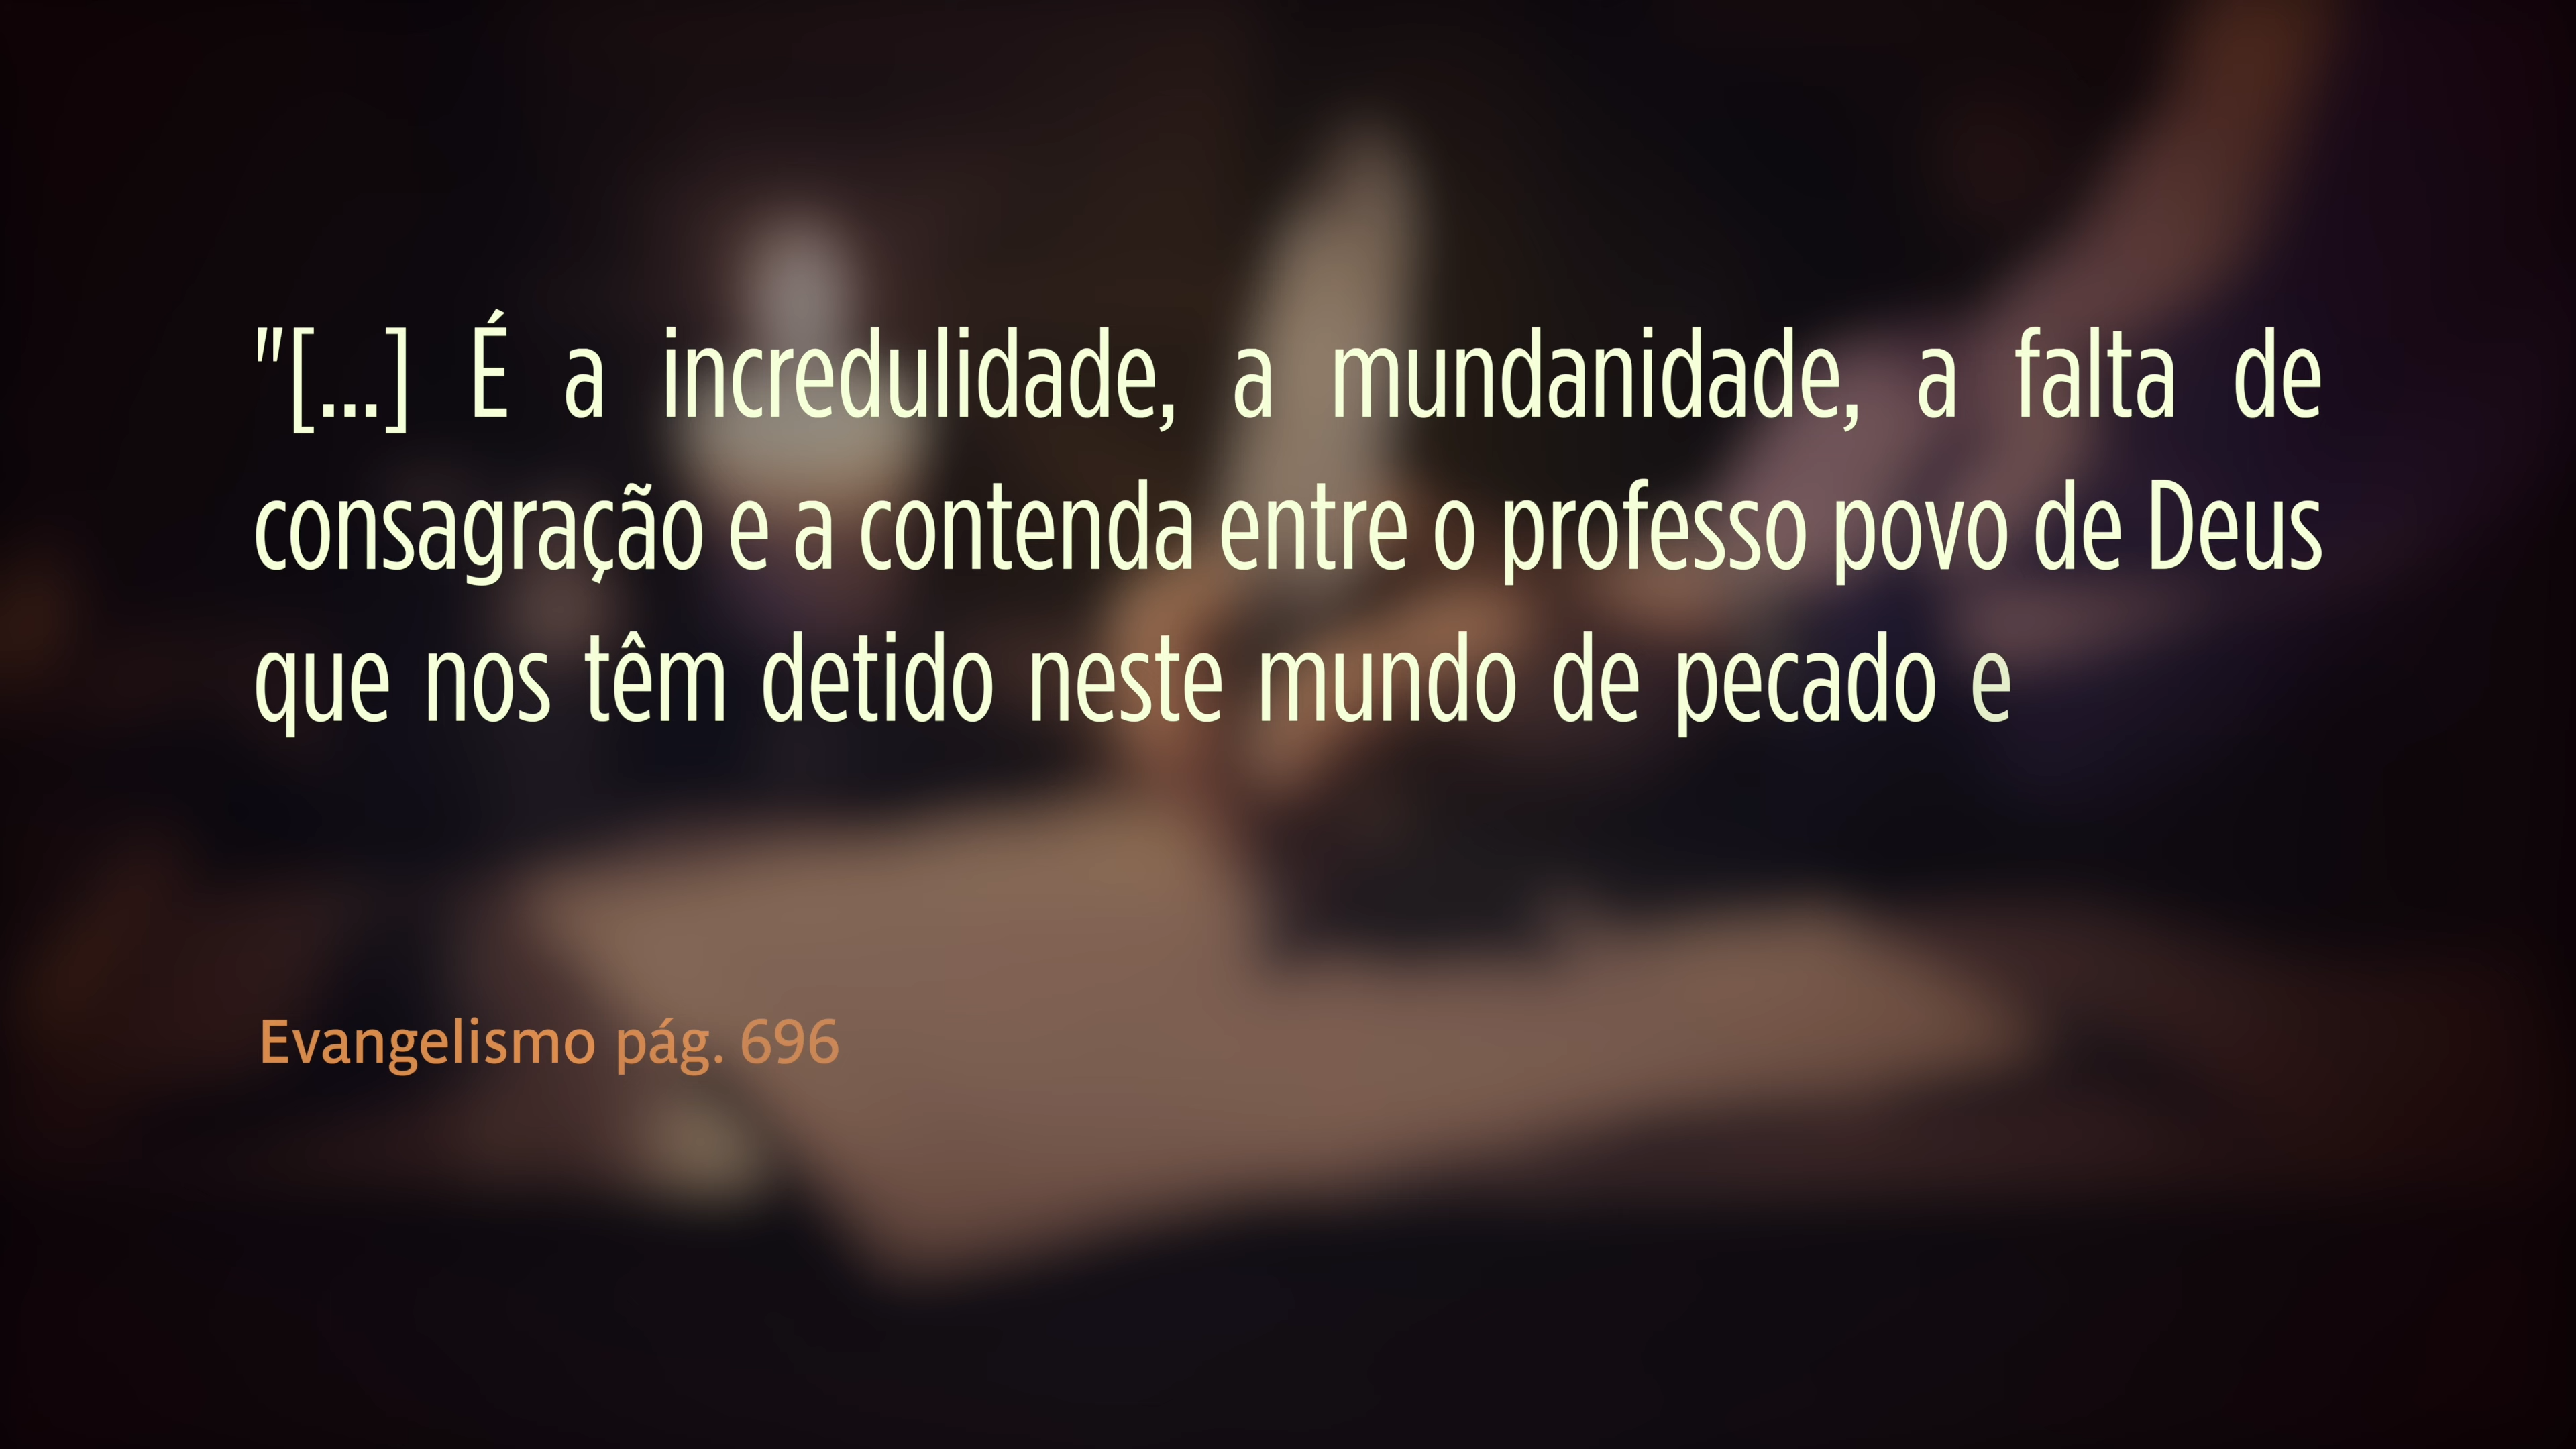 "[...] É a incredulidade, a mundanidade, a falta de
consagração e a contenda entre o professo povo de Deus
que nos têm detido neste mundo de pecado e
Evangelismo pág. 696